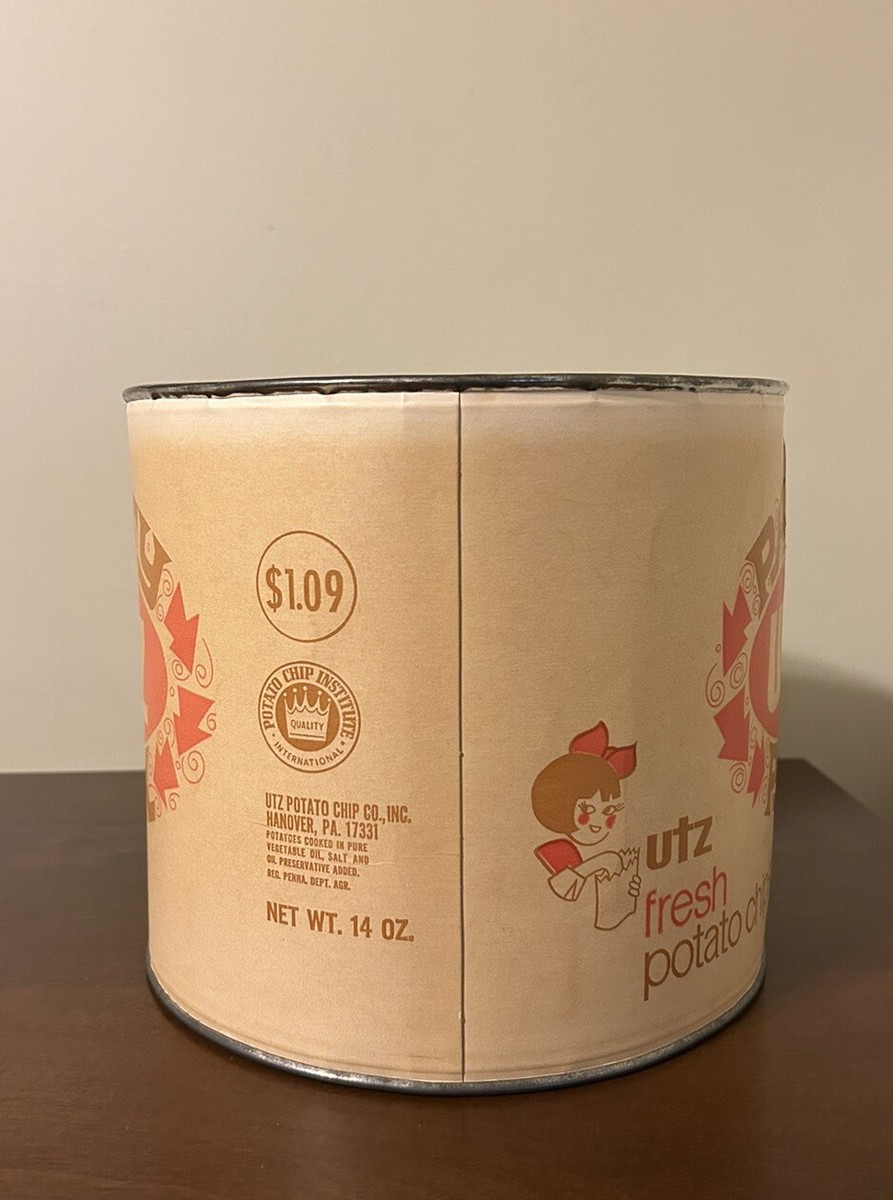 $1.09
POTATO CHIP INSTITUTE
QUALITY
• INTERNATIONAL •
UTZ POTATO CHIP CO., INC.
HANOVER, PA. 17331
POTATOES COOKED IN PURE
VEGETABLE OIL, SALT AND
OIL PRESERVATIVE ADDED.
REG. PENNA. DEPT. AGR.
NET WT. 14 OZ.
utz
fresh
potato chip